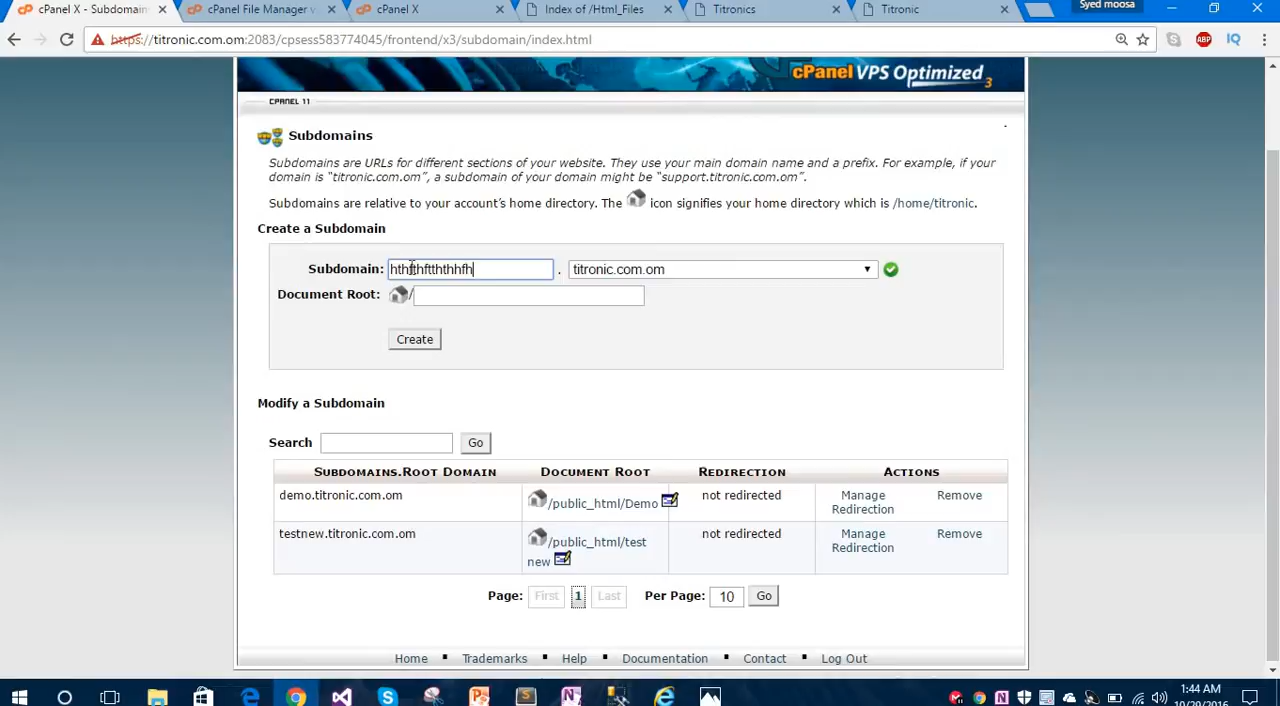 cPanel X - Subdomains
cPanel File Manager v
cPanel X
Index of /Html_Files
Titronics
Titronic
Syed moosa
https://titronic.com.om:2083/cpsess583774045/frontend/x3/subdomain/index.html
ABP
IQ
cPanel VPS Optimized 3
CPANEL 11
Subdomains
Subdomains are URLs for different sections of your website. They use your main domain name and a prefix. For example, if your
domain is “titronic.com.om”, a subdomain of your domain might be “support.titronic.com.om”.
Subdomains are relative to your account’s home directory. The icon signifies your home directory which is /home/titronic.
Create a Subdomain
Subdomain: . titronic.com.om
Document Root: /
Create
Modify a Subdomain
Search Go
Subdomains.Root Domain Document Root Redirection Actions
demo.titronic.com.om /public_html/Demo not redirected Manage Redirection Remove
testnew.titronic.com.om /public_html/test new not redirected Manage Redirection Remove
Page: First 1 Last Per Page: 10 Go
Home Trademarks Help Documentation Contact Log Out
1:44 AM
10/29/2016